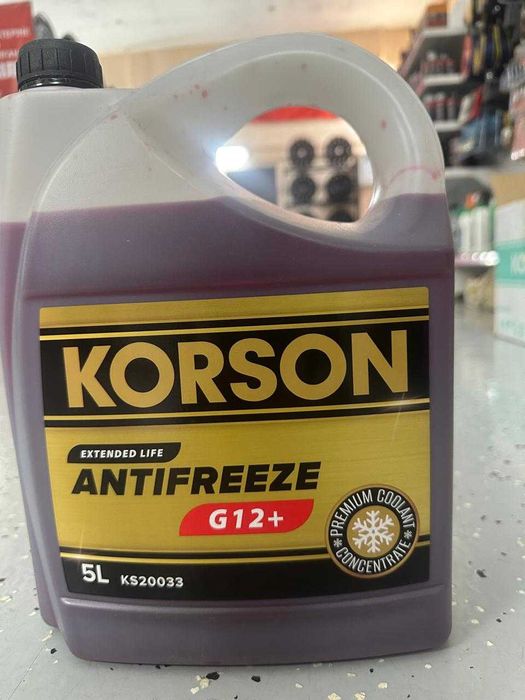 KORSON
EXTENDED LIFE
ANTIFREEZE
G12+
PREMIUM COOLANT
CONCENTRATE
5L KS20033